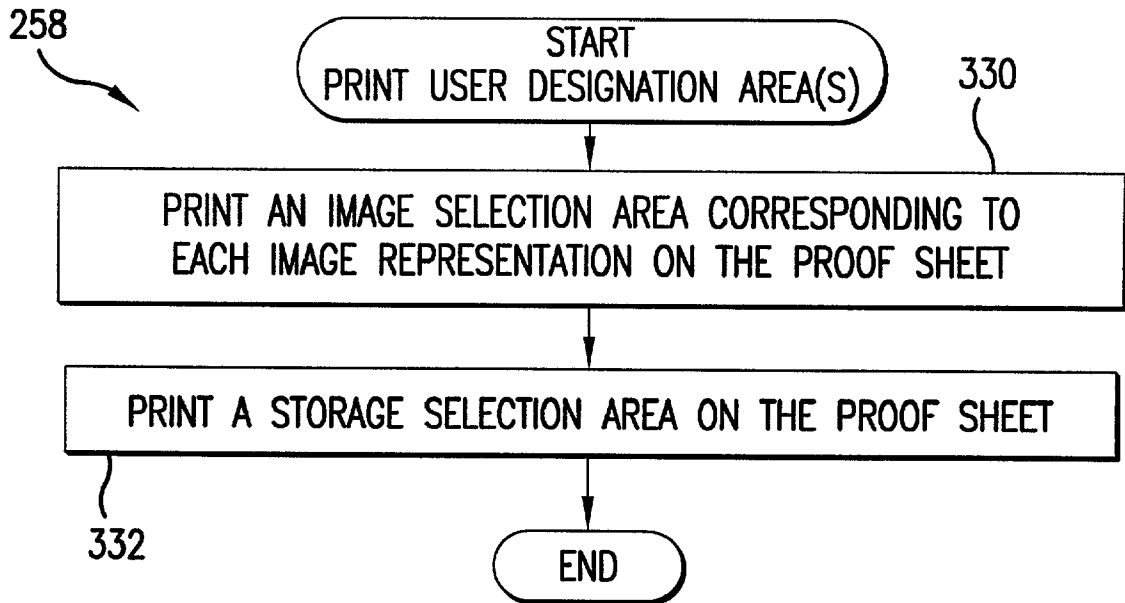 258
START
PRINT USER DESIGNATION AREA(S)
330
PRINT AN IMAGE SELECTION AREA CORRESPONDING TO
EACH IMAGE REPRESENTATION ON THE PROOF SHEET
PRINT A STORAGE SELECTION AREA ON THE PROOF SHEET
332
END